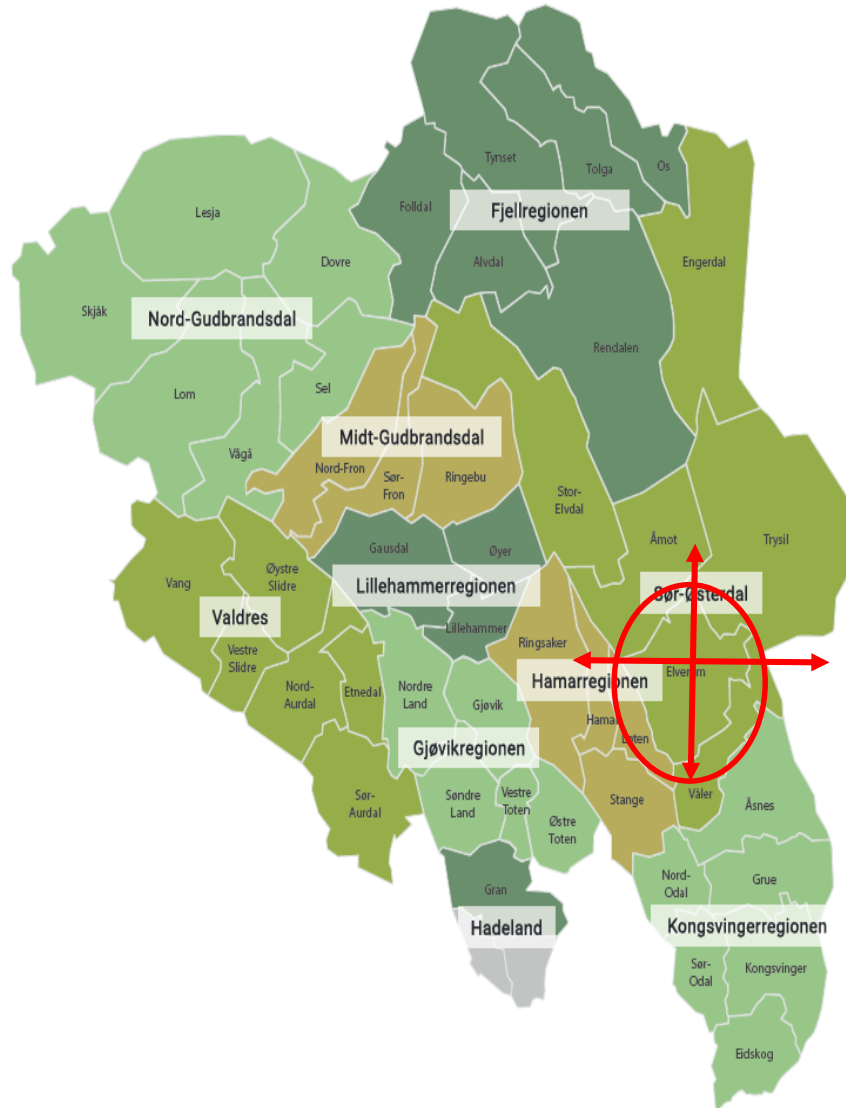 Tynset
Tolga
Os
Lesja
Folldal
Fjellregionen
Dovre
Alvdal
Engerdal
Skjåk
Nord-Gudbrandsdal
Rendalen
Lom
Sel
Midt-Gudbrandsdal
Vågå
Nord-Fron
Sør-
Fron
Ringebu
Stor-
Elvdal
Åmot
Trysil
Gausdal
Øyer
Vang
Øystre
Slidre
Lillehammerregionen
Sør-Østerdal
Valdres
Lillehammer
Ringsaker
Vestre
Slidre
Nord-
Aurdal
Etnedal
Nordre
Land
Gjøvik
Hamarregionen
Elverum
Hamar
Løten
Gjøvikregionen
Sør-
Aurdal
Søndre
Land
Vestre
Toten
Østre
Toten
Stange
Våler
Åsnes
Gran
Nord-
Odal
Grue
Hadeland
Kongsvingerregionen
Sør-
Odal
Kongsvinger
Eidskog